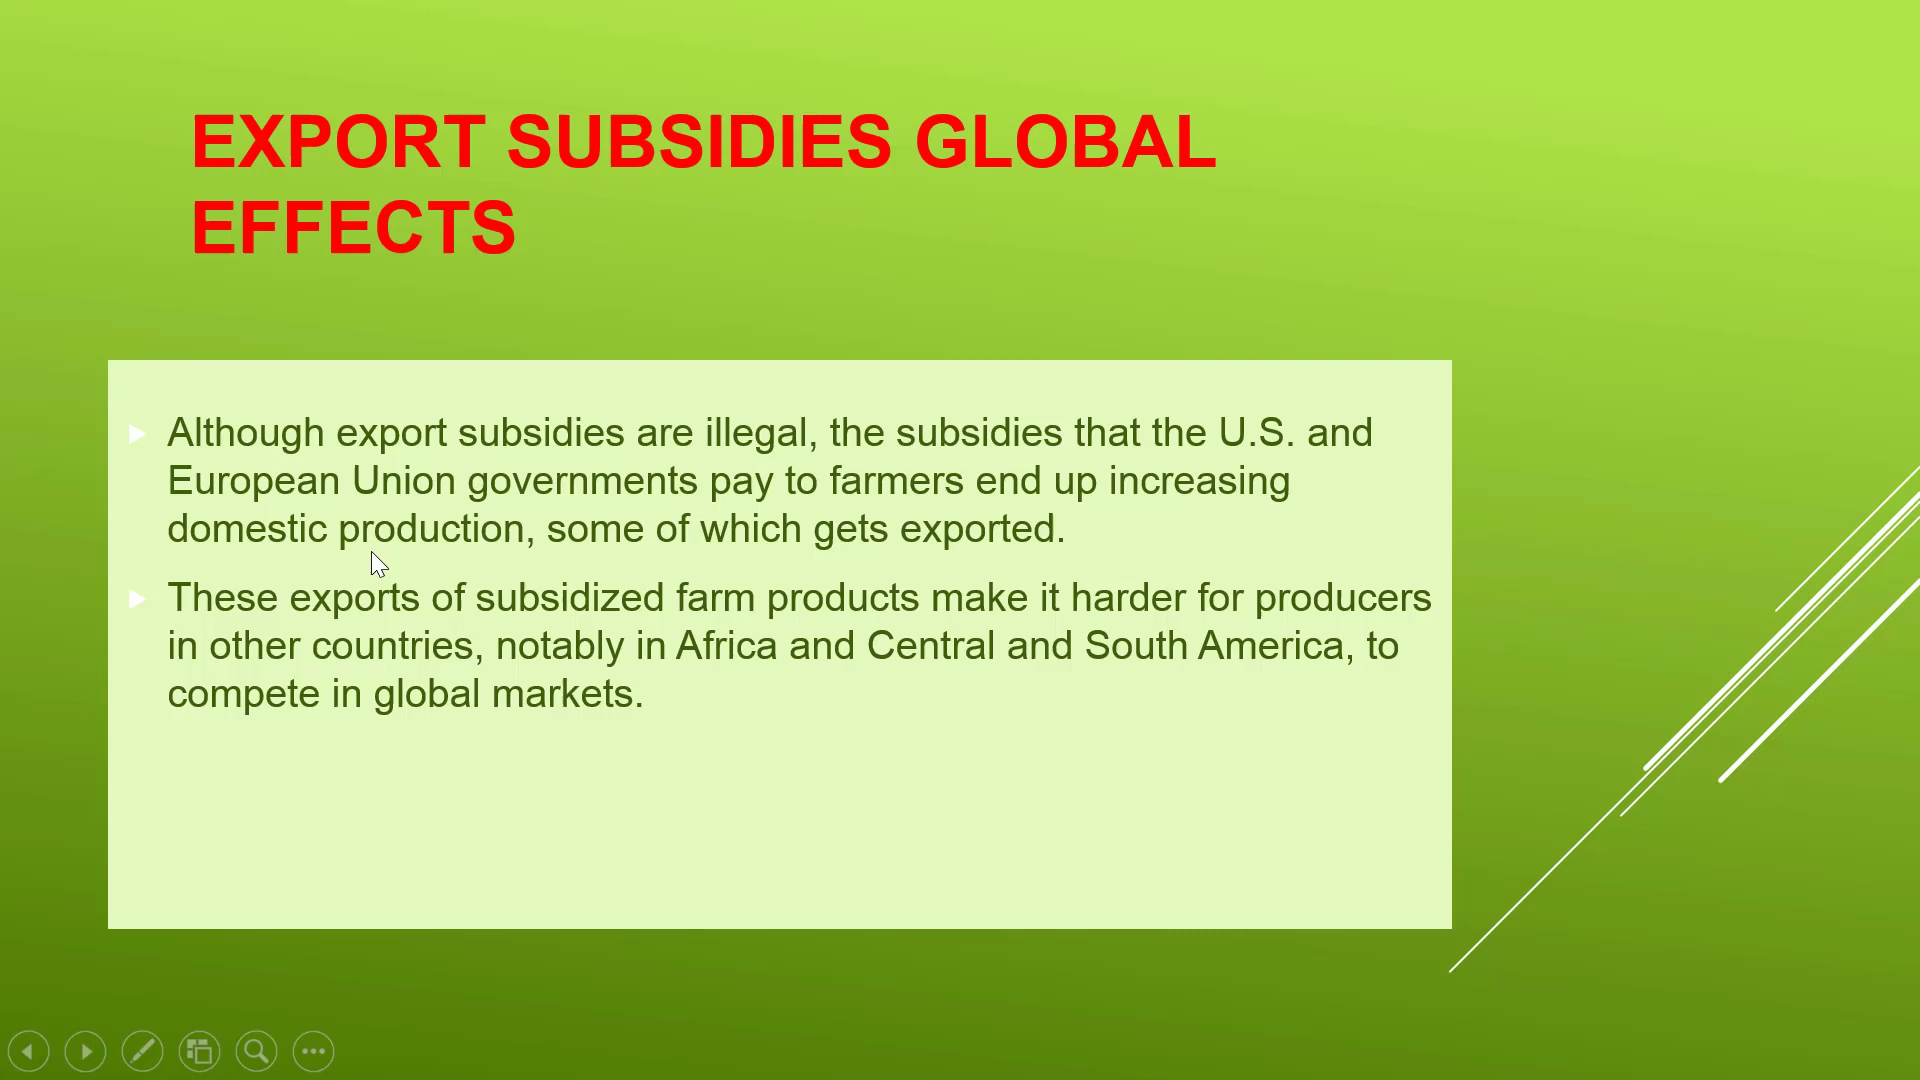 EXPORT SUBSIDIES GLOBAL
EFFECTS
Although export subsidies are illegal, the subsidies that the U.S. and
European Union governments pay to farmers end up increasing
domestic production, some of which gets exported.
These exports of subsidized farm products make it harder for producers
in other countries, notably in Africa and Central and South America, to
compete in global markets.